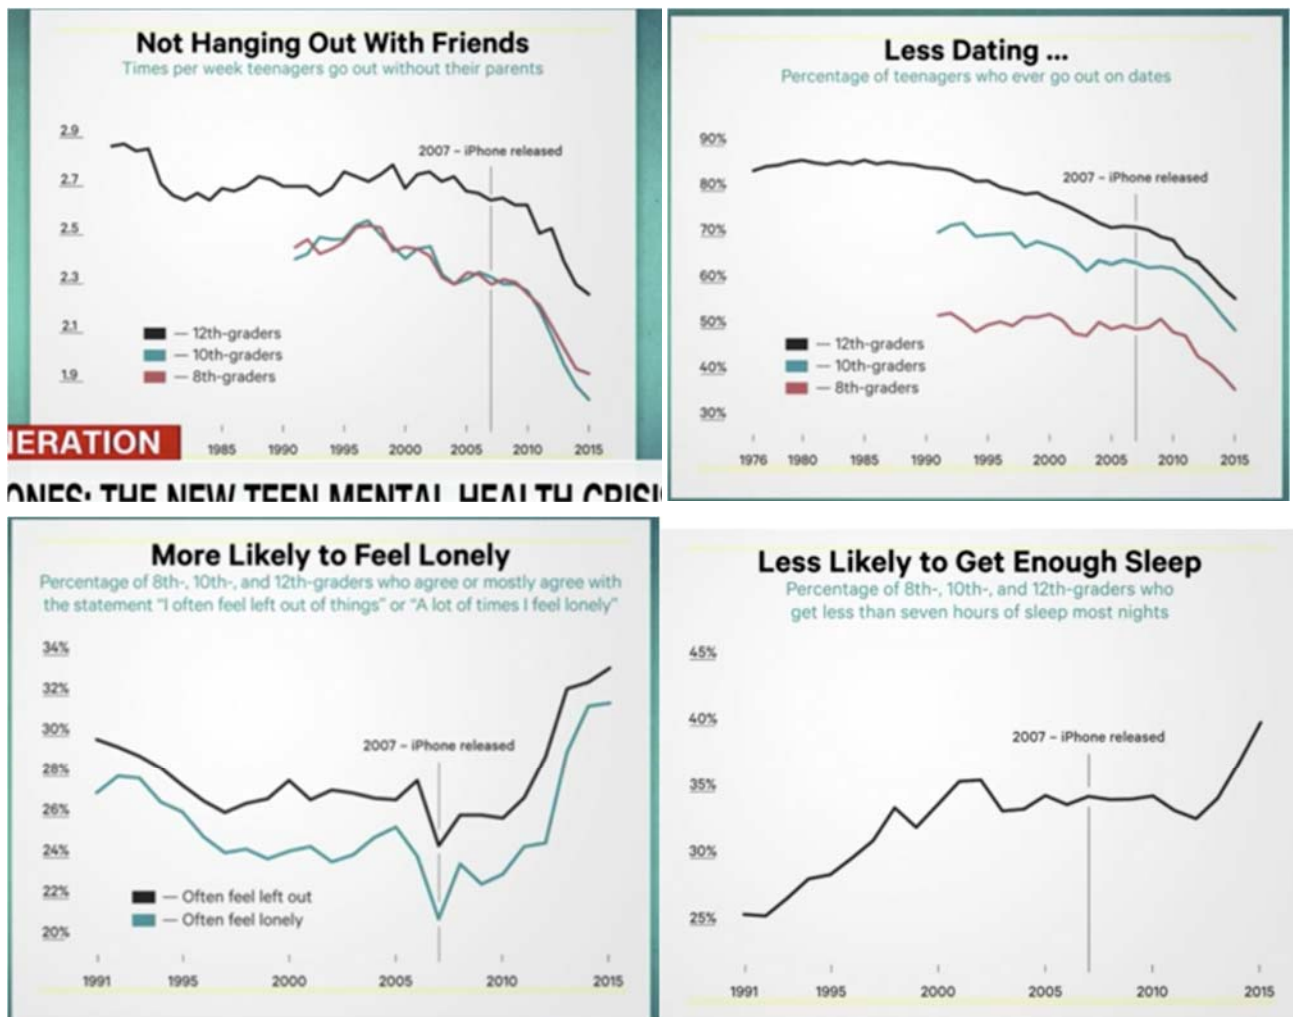 Not Hanging Out With Friends
Times per week teenagers go out without their parents
2.9
2007 – iPhone released
2.7
2.5
2.3
2.1
1.9
— 12th-graders
— 10th-graders
— 8th-graders
1985 1990 1995 2000 2005 2010 2015
NERATION
ONES: THE NEW TEEN MENTAL HEALTH CRISI
Less Dating ...
Percentage of teenagers who ever go out on dates
90%
80%
2007 – iPhone released
70%
60%
50%
40%
30%
— 12th-graders
— 10th-graders
— 8th-graders
1976 1980 1985 1990 1995 2000 2005 2010 2015
More Likely to Feel Lonely
Percentage of 8th-, 10th-, and 12th-graders who agree or mostly agree with
the statement “I often feel left out of things” or “A lot of times I feel lonely”
34%
32%
30%
2007 – iPhone released
28%
26%
24%
22%
20%
— Often feel left out
— Often feel lonely
1991 1995 2000 2005 2010 2015
Less Likely to Get Enough Sleep
Percentage of 8th-, 10th-, and 12th-graders who
get less than seven hours of sleep most nights
45%
40%
2007 – iPhone released
35%
30%
25%
1991 1995 2000 2005 2010 2015